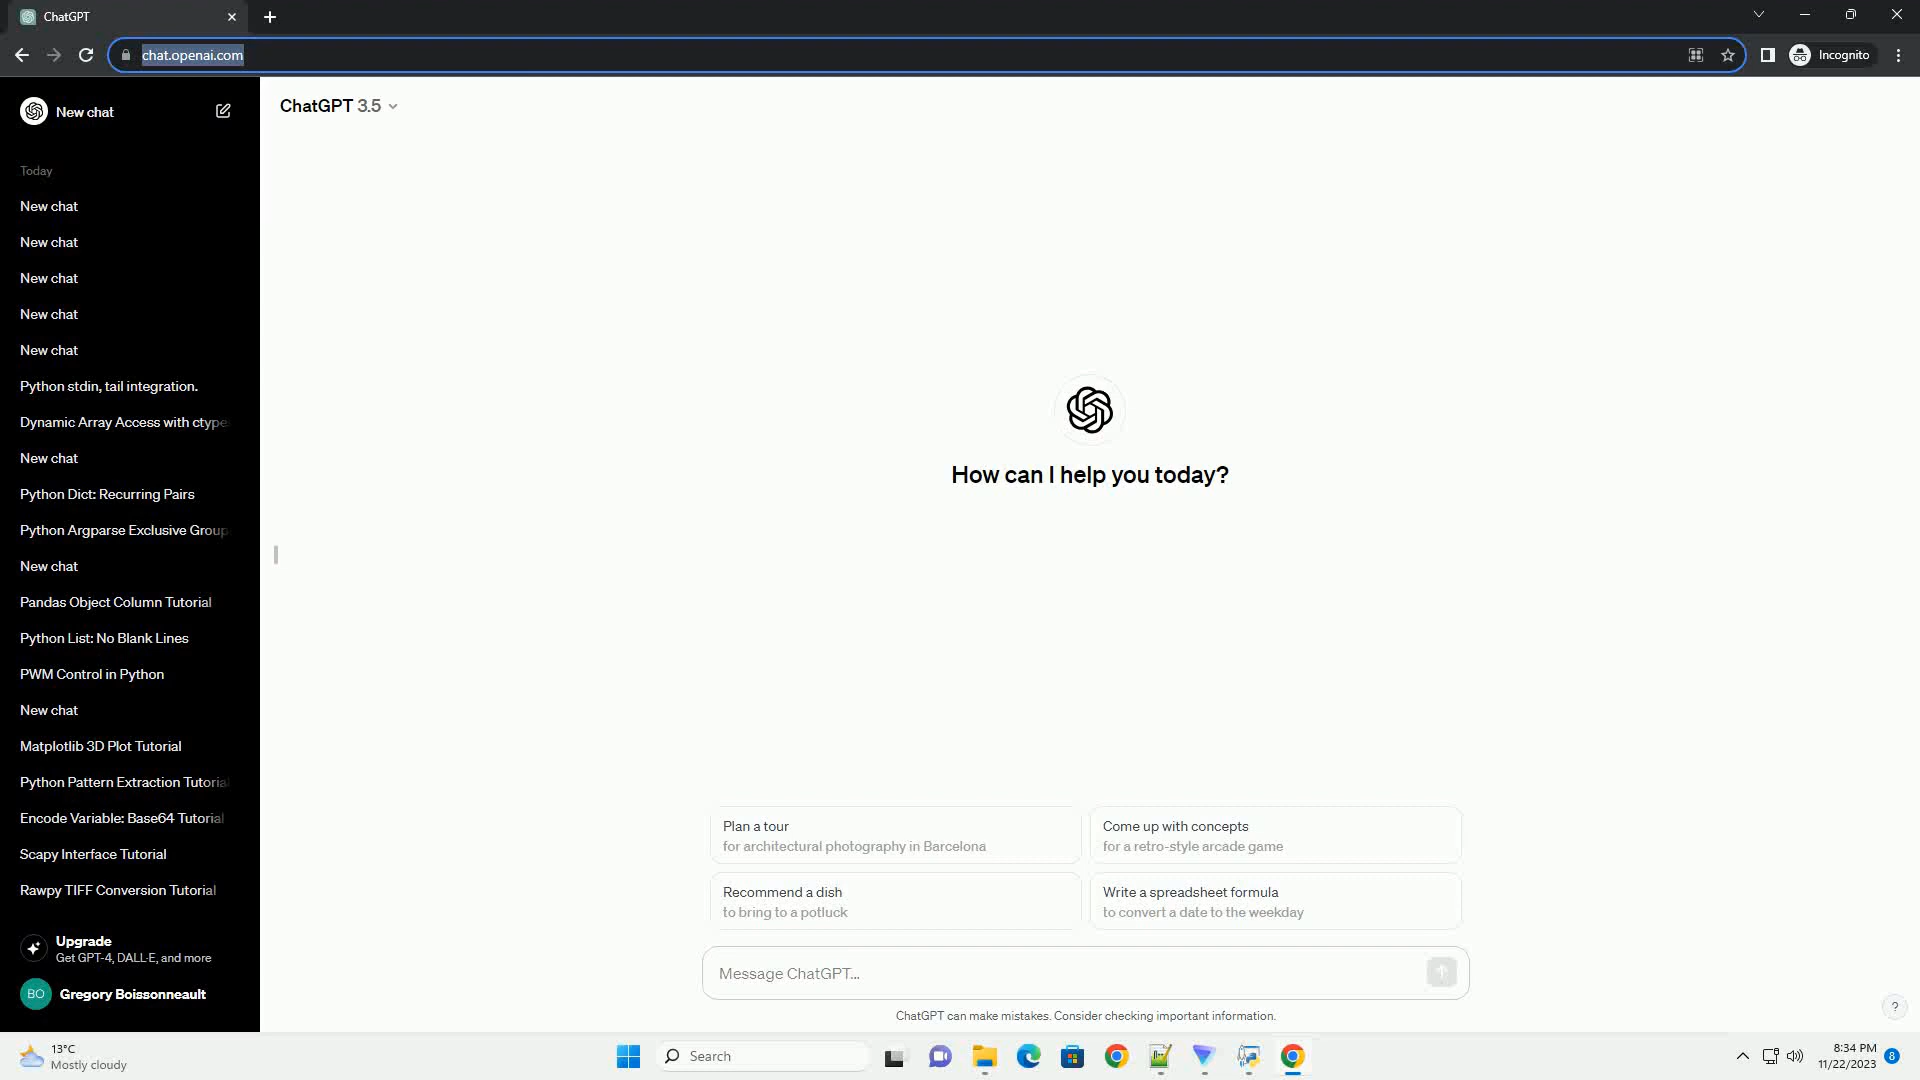 ChatGPT
chat.openai.com
Incognito
New chat
ChatGPT 3.5
Today
New chat
New chat
New chat
New chat
New chat
Python stdin, tail integration.
Dynamic Array Access with ctype
New chat
Python Dict: Recurring Pairs
Python Argparse Exclusive Group
New chat
Pandas Object Column Tutorial
Python List: No Blank Lines
PWM Control in Python
New chat
Matplotlib 3D Plot Tutorial
Python Pattern Extraction Tutorial
Encode Variable: Base64 Tutorial
Scapy Interface Tutorial
Rawpy TIFF Conversion Tutorial
Upgrade
Get GPT-4, DALL·E, and more
BO
Gregory Boissonneault
How can I help you today?
Plan a tour
for architectural photography in Barcelona
Come up with concepts
for a retro-style arcade game
Recommend a dish
to bring to a potluck
Write a spreadsheet formula
to convert a date to the weekday
Message ChatGPT...
ChatGPT can make mistakes. Consider checking important information.
?
13°C
Mostly cloudy
Search
8:34 PM
11/22/2023
8